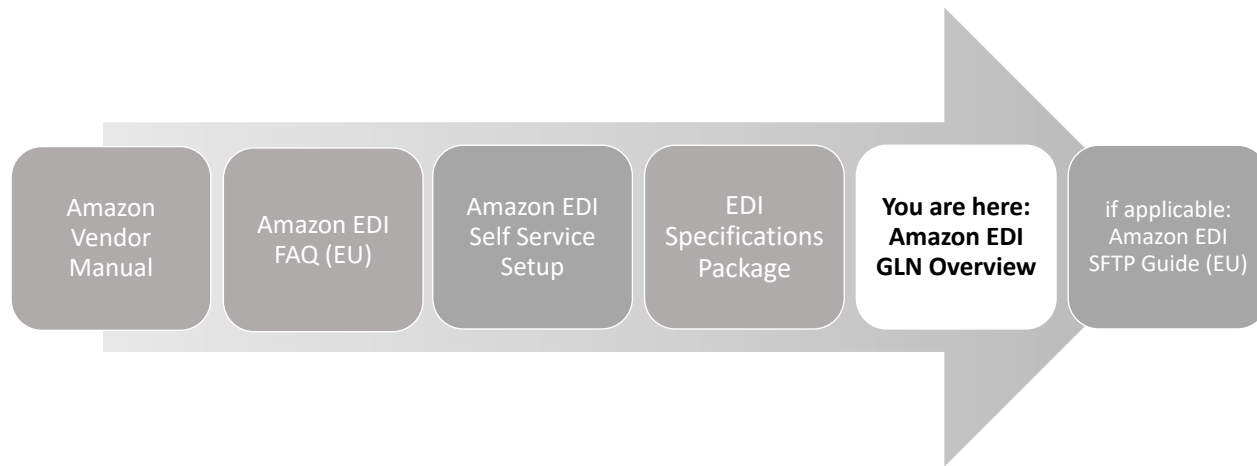 Amazon
Vendor
Manual
Amazon EDI
FAQ (EU)
Amazon EDI
Self Service
Setup
EDI
Specifications
Package
You are here:
Amazon EDI
GLN Overview
if applicable:
Amazon EDI
SFTP Guide (EU)